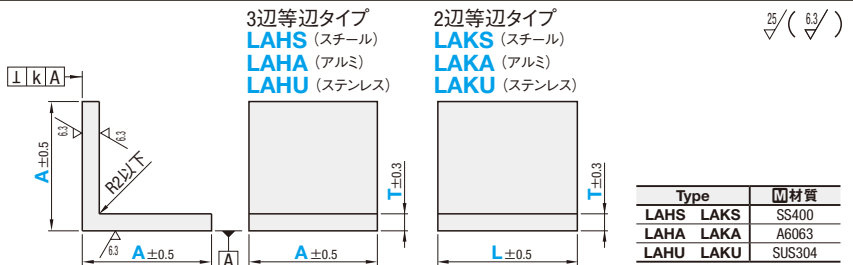 3辺等辺タイプ
LAHS（スチール）
LAHA（アルミ）
LAHU（ステンレス）
2辺等辺タイプ
LAKS（スチール）
LAKA（アルミ）
LAKU（ステンレス）
25 ( 6.3 )
⊥ k A
6.3
6.3
A±0.5
R2以下
6.3
A±0.5
A
T±0.3
A±0.5
T±0.3
L±0.5
Type M材質
LAHS LAKS SS400
LAHA LAKA A6063
LAHU LAKU SUS304